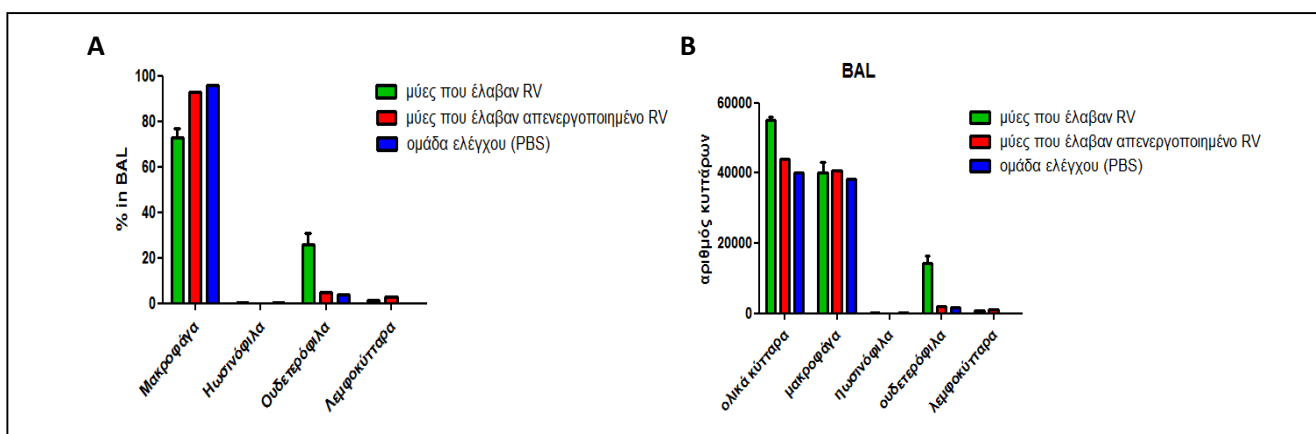 A
% in BAL
100
80
60
40
20
0
Μακροφάγα
Ηωσινόφιλα
Ουδετερόφιλα
Λεμφοκύτταρα
μύες που έλαβαν RV
μύες που έλαβαν απενεργοποιημένο RV
ομάδα ελέγχου (PBS)
B
BAL
αριθμός κυττάρων
60000
40000
20000
0
ολικά κύτταρα
μακροφάγα
ηωσινόφιλα
ουδετερόφιλα
λεμφοκύτταρα
μύες που έλαβαν RV
μύες που έλαβαν απενεργοποιημένο RV
ομάδα ελέγχου (PBS)